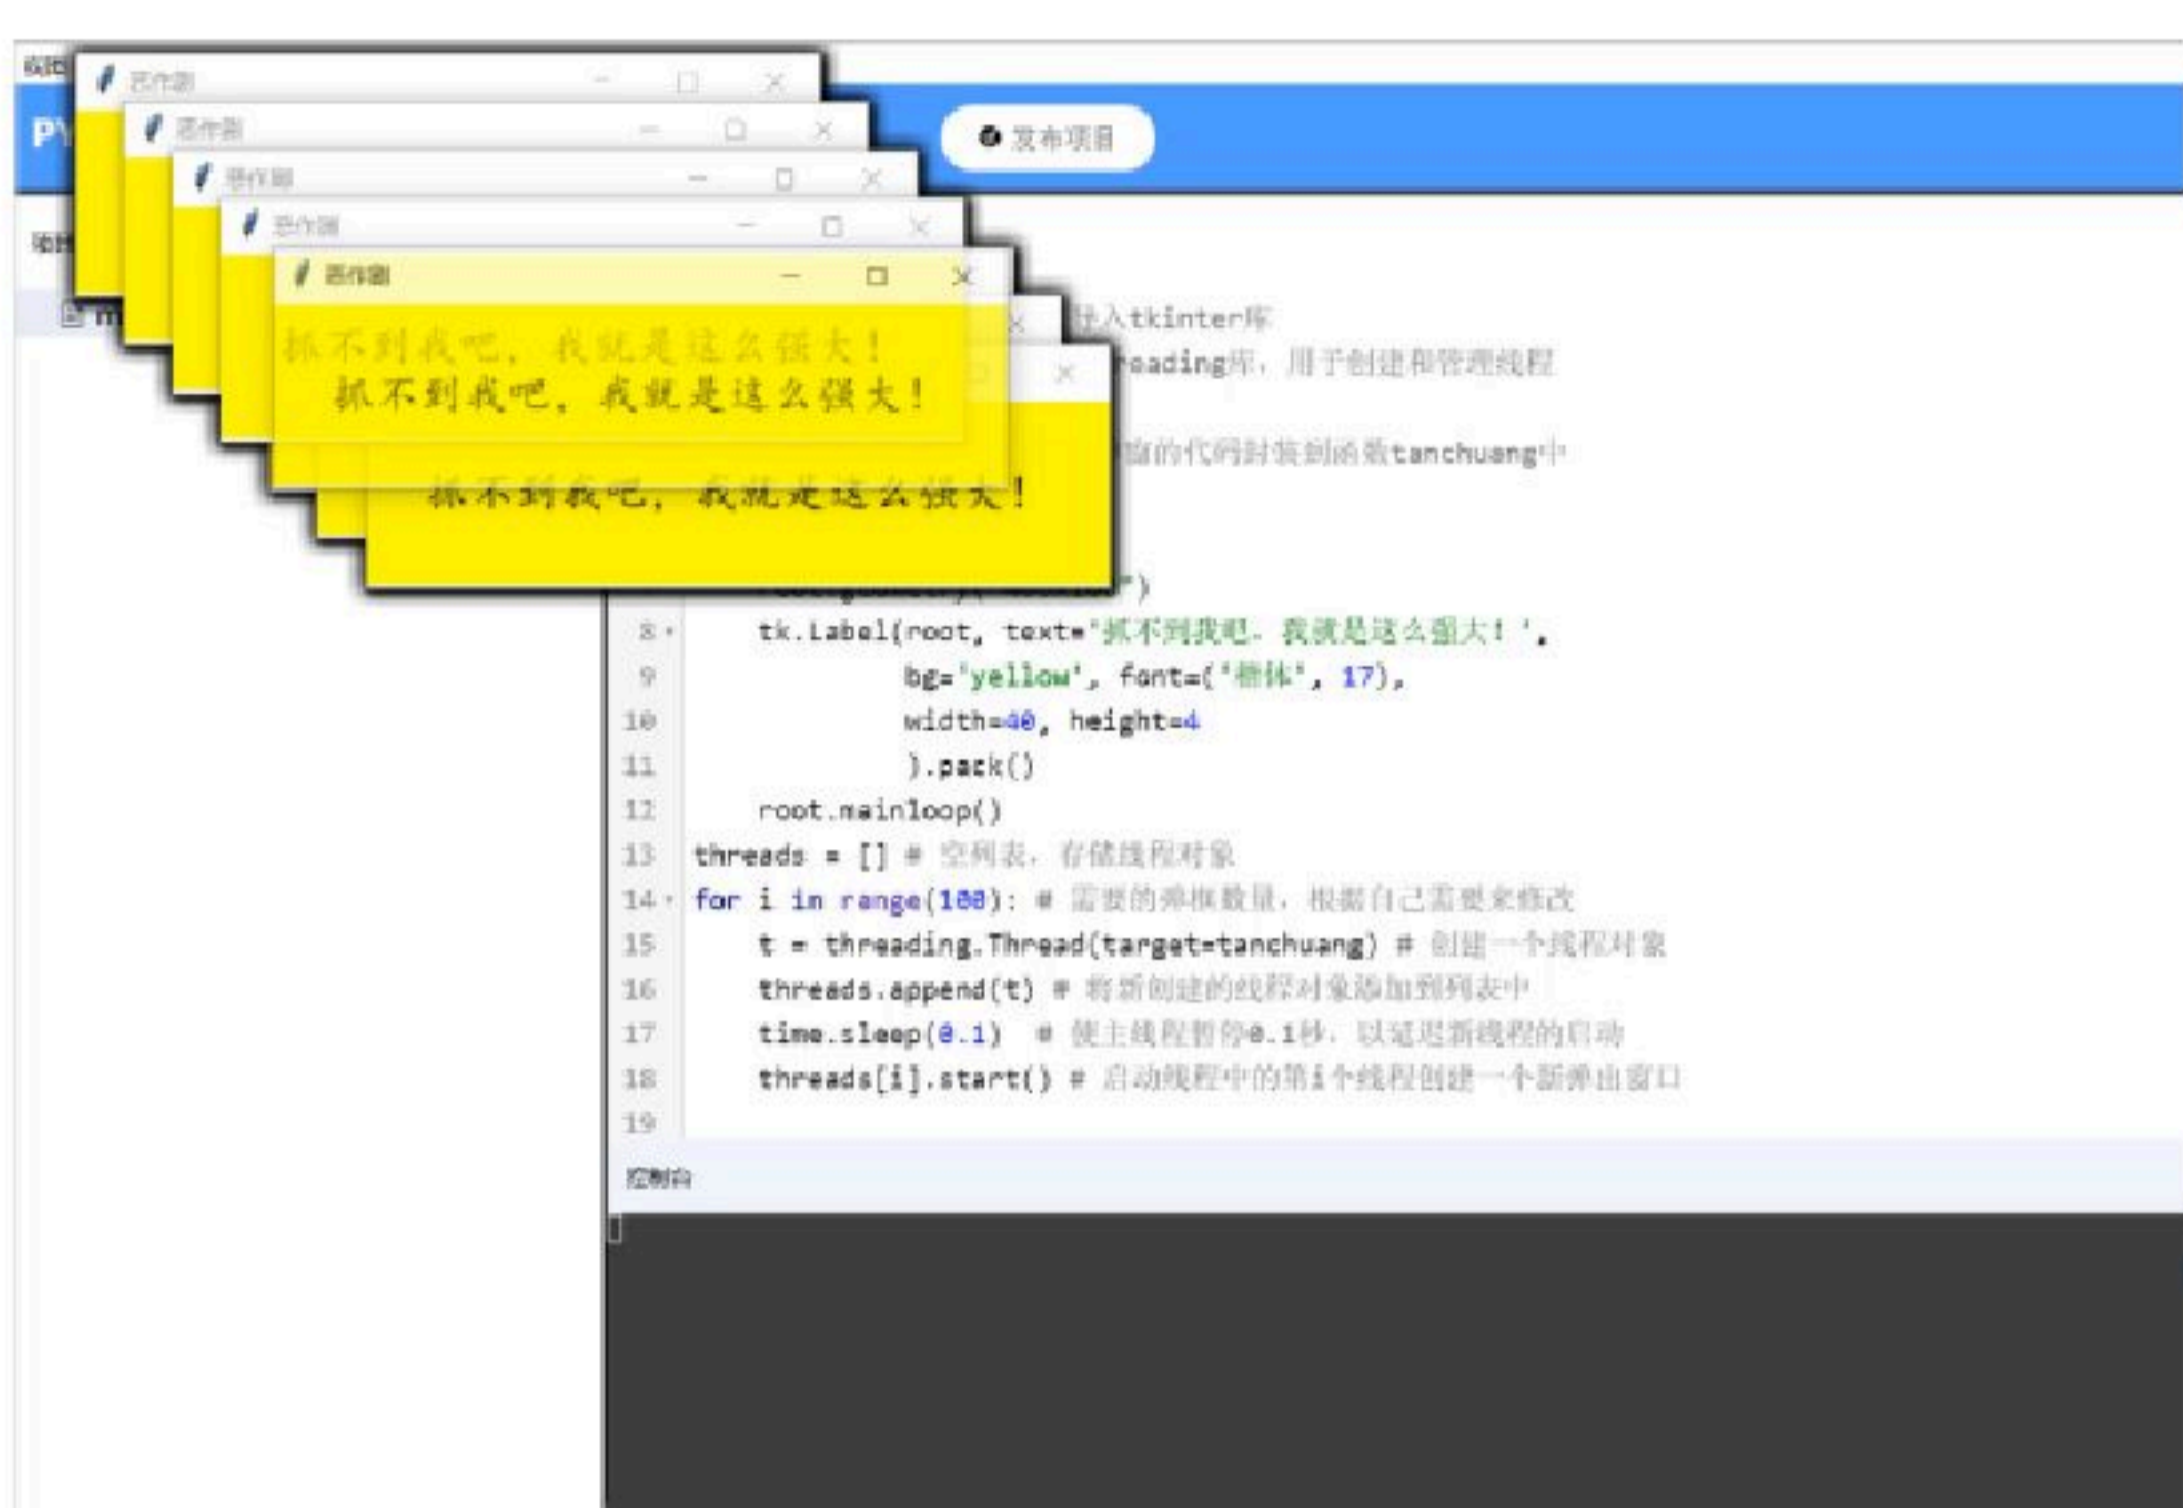 恶作剧
恶作剧
恶作剧
恶作剧
恶作剧
PY
发布项目
抓不到我吧，我就是这么强大！
抓不到我吧，我就是这么强大！
抓不到我吧，我就是这么强大！
入tkinter库
reading库，用于创建和管理线程
窗的代码封装到函数tanchuang中
8 tk.Label(root, text='抓不到我吧，我就是这么强大！',
9 bg='yellow', font=('楷体', 17),
10 width=40, height=4
11 ).pack()
12 root.mainloop()
13 threads = [] # 空列表，存储线程对象
14 for i in range(100): # 需要的弹框数量，根据自己需要来修改
15 t = threading.Thread(target=tanchuang) # 创建一个线程对象
16 threads.append(t) # 将新创建的线程对象添加到列表中
17 time.sleep(0.1) # 使主线程暂停0.1秒，以延迟新线程的启动
18 threads[i].start() # 启动线程中的第i个线程创建一个新弹出窗口
19
控制台